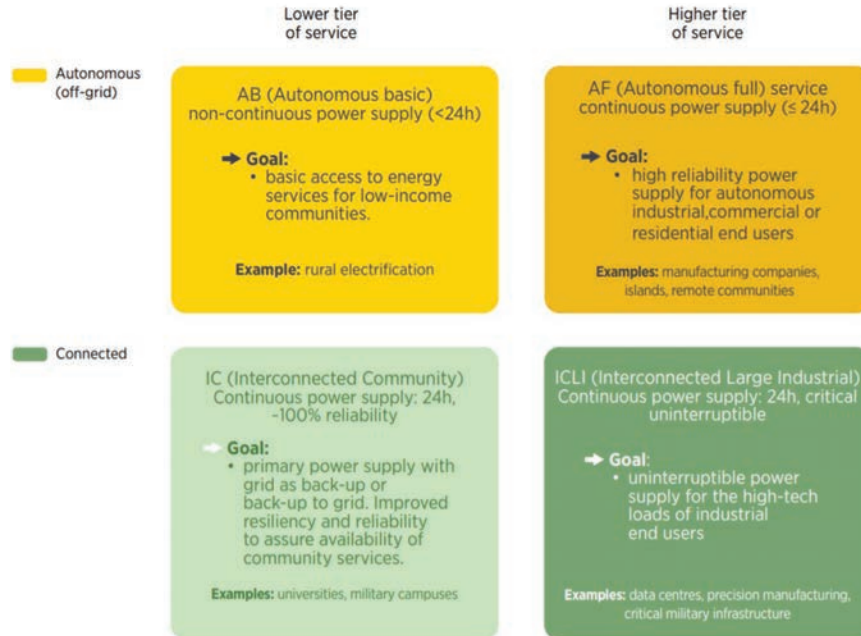 Lower tier
of service
Higher tier
of service
Autonomous
(off-grid)
AB (Autonomous basic)
non-continuous power supply (<24h)
Goal:
• basic access to energy
services for low-income
communities.
Example: rural electrification
AF (Autonomous full) service
continuous power supply (≤ 24h)
Goal:
• high reliability power
supply for autonomous
industrial,commercial or
residential end users
Examples: manufacturing companies,
islands, remote communities
Connected
IC (Interconnected Community)
Continuous power supply: 24h,
~100% reliability
Goal:
• primary power supply with
grid as back-up or
back-up to grid. Improved
resiliency and reliability
to assure availability of
community services.
Examples: universities, military campuses
ICLI (Interconnected Large Industrial)
Continuous power supply: 24h, critical
uninterruptible
Goal:
• uninterruptible power
supply for the high-tech
loads of industrial
end users
Examples: data centres, precision manufacturing,
critical military infrastructure